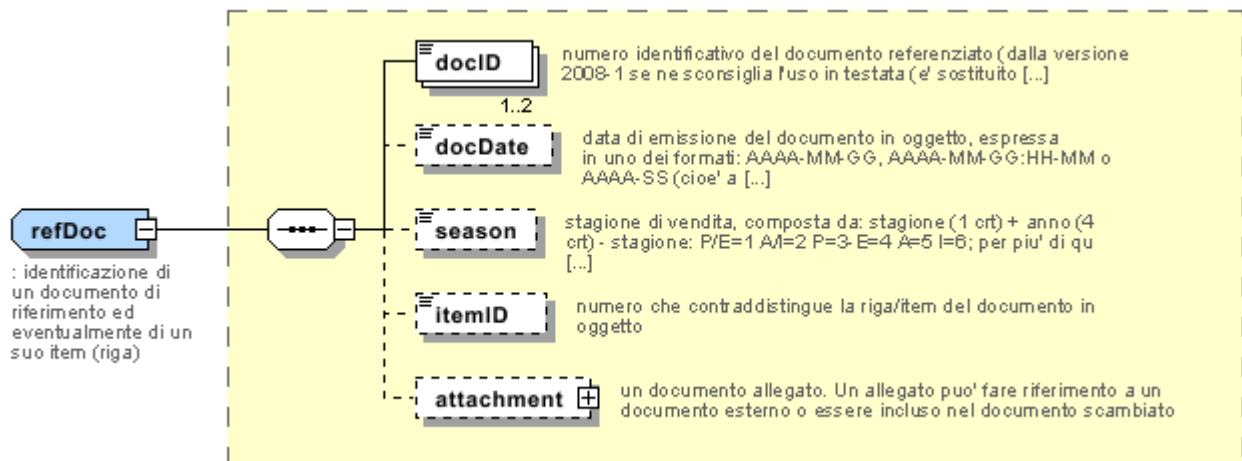 docID
numero identificativo del documento referenziato (dalla versione
2008-1 se ne sconsiglia l'uso in testata (e' sostituito [...]
1..2
docDate
data di emissione del documento in oggetto, espressa
in uno dei formati: AAAA-MM-GG, AAAA-MM-GG:HH-MM o
AAAA-SS (cioe' a [...]
season
stagione di vendita, composta da: stagione (1 crt) + anno (4
crt) - stagione: P/E=1 A/I=2 P=3- E=4 A=5 I=6; per piu' di qu
[...]
refDoc
: identificazione di
un documento di
riferimento ed
eventualmente di un
suo item (riga)
itemID
numero che contraddistingue la riga/item del documento in
oggetto
attachment
un documento allegato. Un allegato puo' fare riferimento a un
documento esterno o essere incluso nel documento scambiato